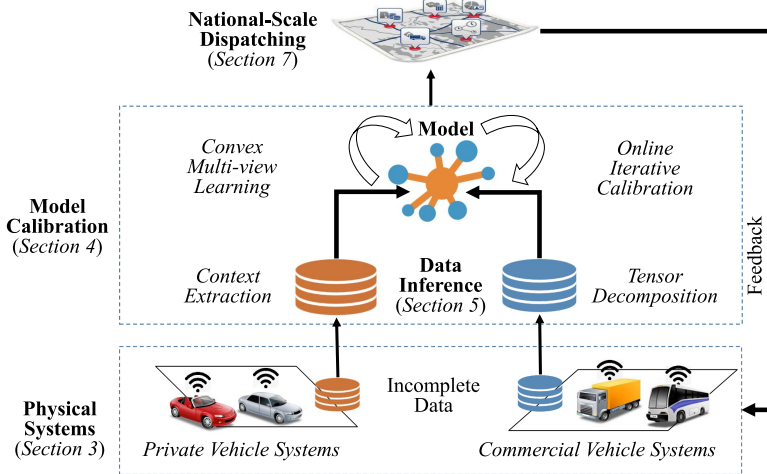 National-Scale
Dispatching
(Section 7)
Convex
Multi-view
Learning
Model
Online
Iterative
Calibration
Model
Calibration
(Section 4)
Context
Extraction
Data
Inference
(Section 5)
Tensor
Decomposition
Feedback
Physical
Systems
(Section 3)
Incomplete
Data
Private Vehicle Systems
Commercial Vehicle Systems